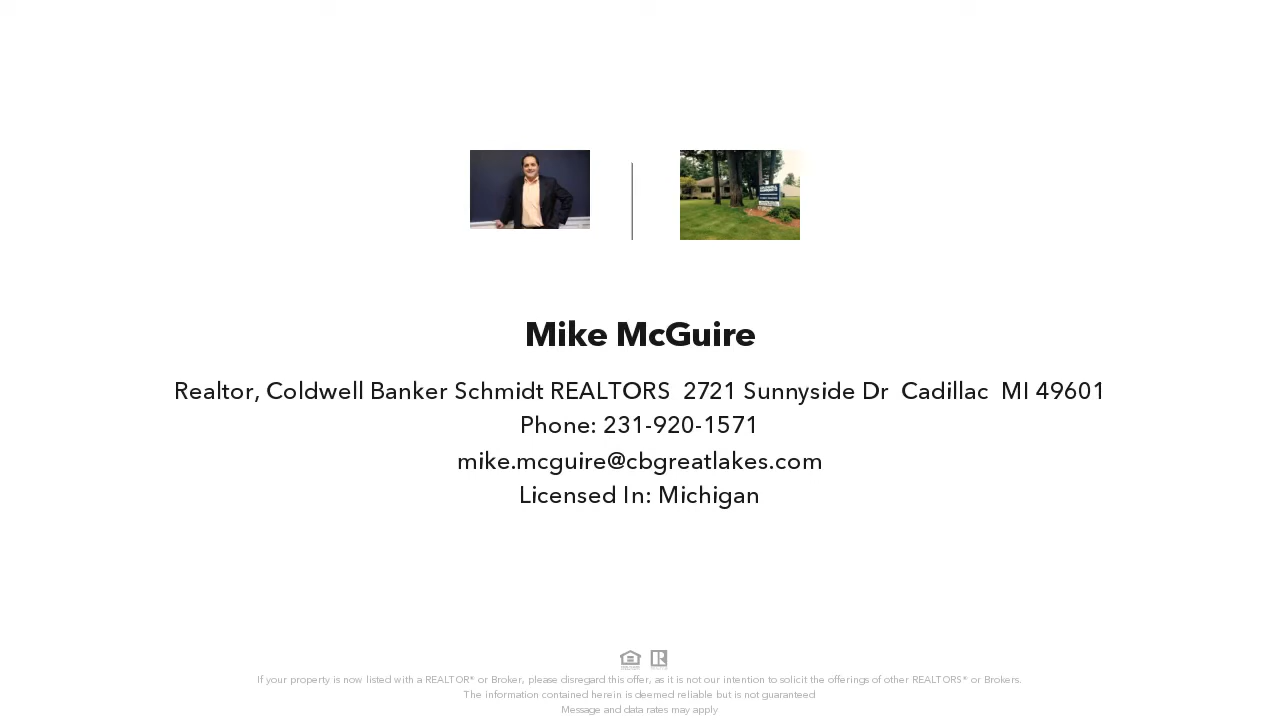 Mike McGuire
Realtor, Coldwell Banker Schmidt REALTORS  2721 Sunnyside Dr  Cadillac  MI 49601
Phone: 231-920-1571
mike.mcguire@cbgreatlakes.com
Licensed In: Michigan
If your property is now listed with a REALTOR® or Broker, please disregard this offer, as it is not our intention to solicit the offerings of other REALTORS® or Brokers.
The information contained herein is deemed reliable but is not guaranteed
Message and data rates may apply